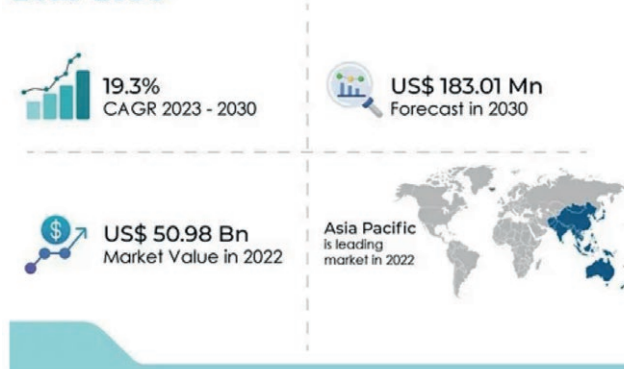 19.3%
CAGR 2023 - 2030
US$ 183.01 Mn
Forecast in 2030
US$ 50.98 Bn
Market Value in 2022
Asia Pacific
is leading
market in 2022